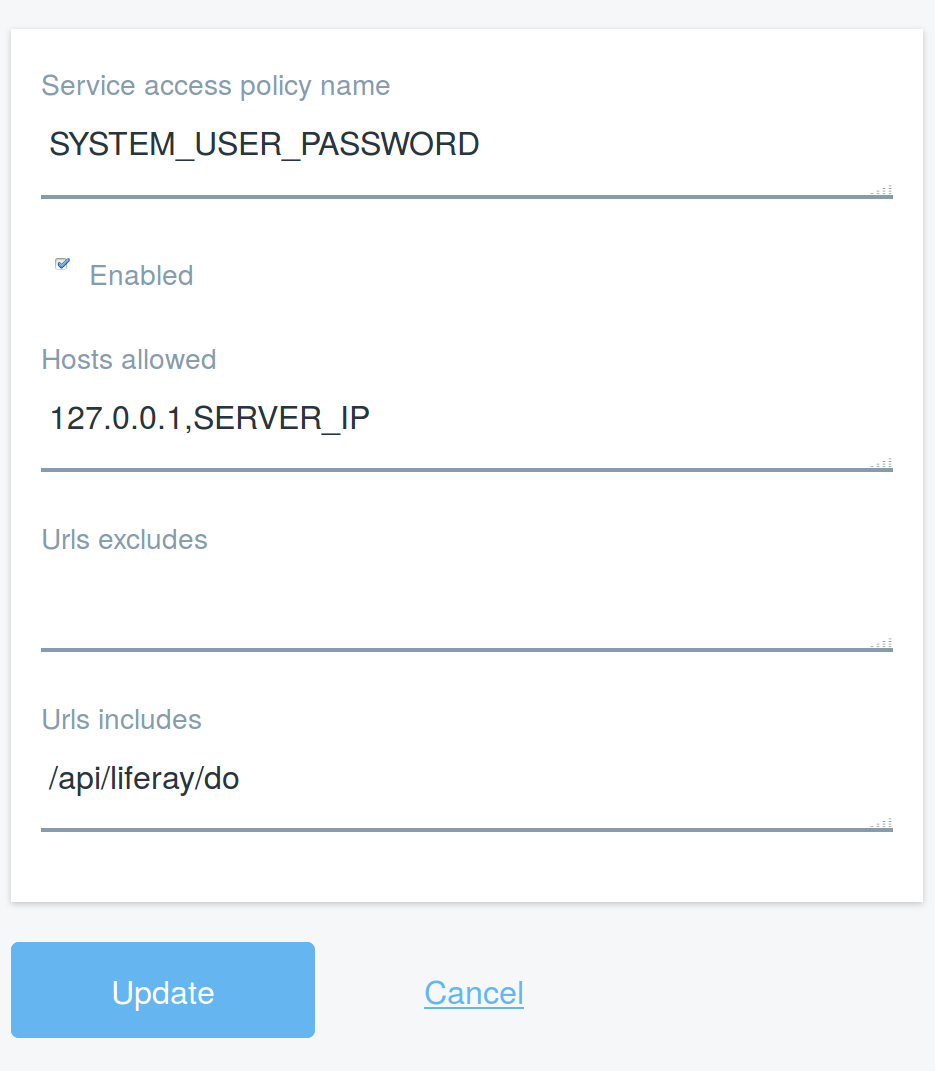 Service access policy name
SYSTEM_USER_PASSWORD
Enabled
Hosts allowed
127.0.0.1,SERVER_IP
Urls excludes
Urls includes
/api/liferay/do
Update
Cancel